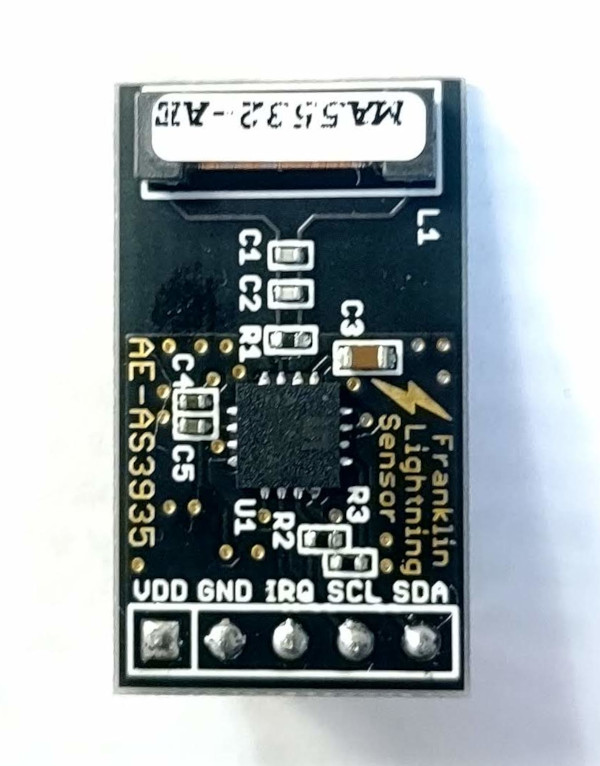 MA5532-AE
L1
C1
C2
R1
C3
C4
C5
AE-AS3935
Franklin
Lightning
Sensor
U1
R2
R3
VDD GND IRQ SCL SDA